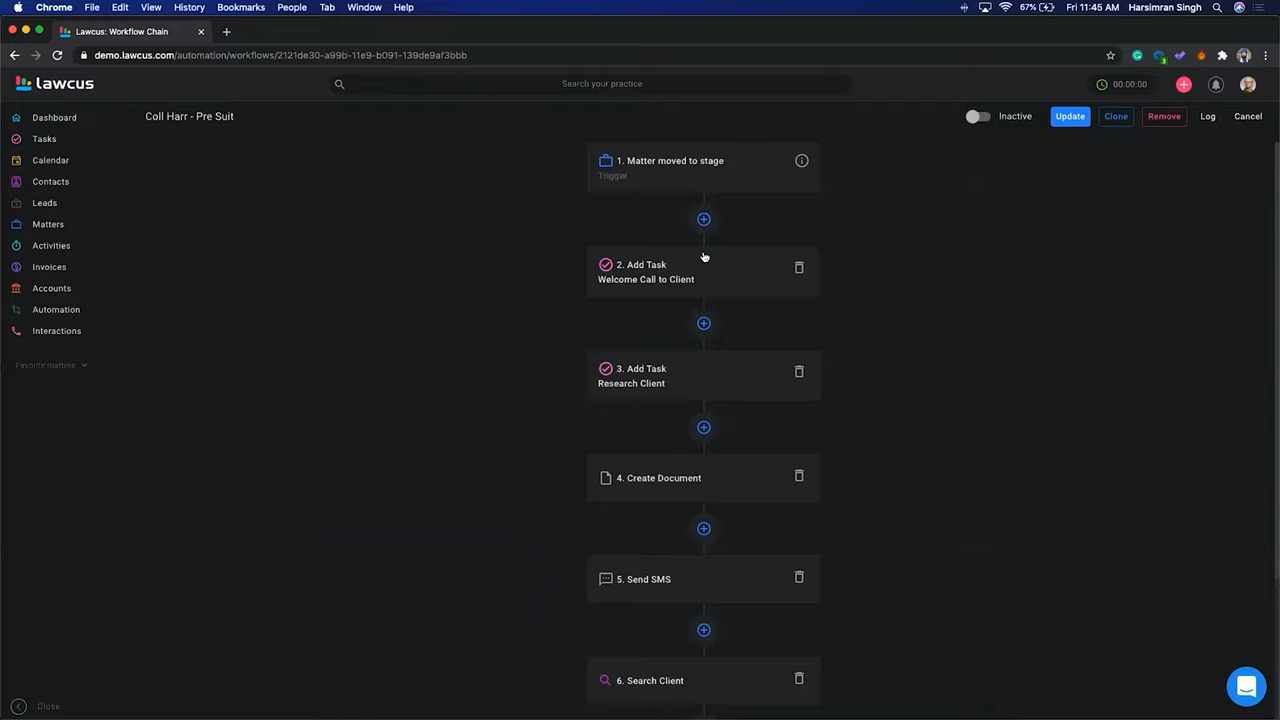 Chrome File Edit View History Bookmarks People Tab Window Help 67% Fri 11:45 AM Harsimran Singh
Lawcus: Workflow Chain
demo.lawcus.com/automation/workflows/2121de30-a99b-11e9-b091-139de9af3bbb
lawcus Search your practice 00:00:00
Coll Harr - Pre Suit Inactive Update Clone Remove Log Cancel
Dashboard
Tasks
Calendar
Contacts
Leads
Matters
Activities
Invoices
Accounts
Automation
Interactions
Favorite matters
1. Matter moved to stage
Trigger
2. Add Task
Welcome Call to Client
3. Add Task
Research Client
4. Create Document
5. Send SMS
6. Search Client
Close